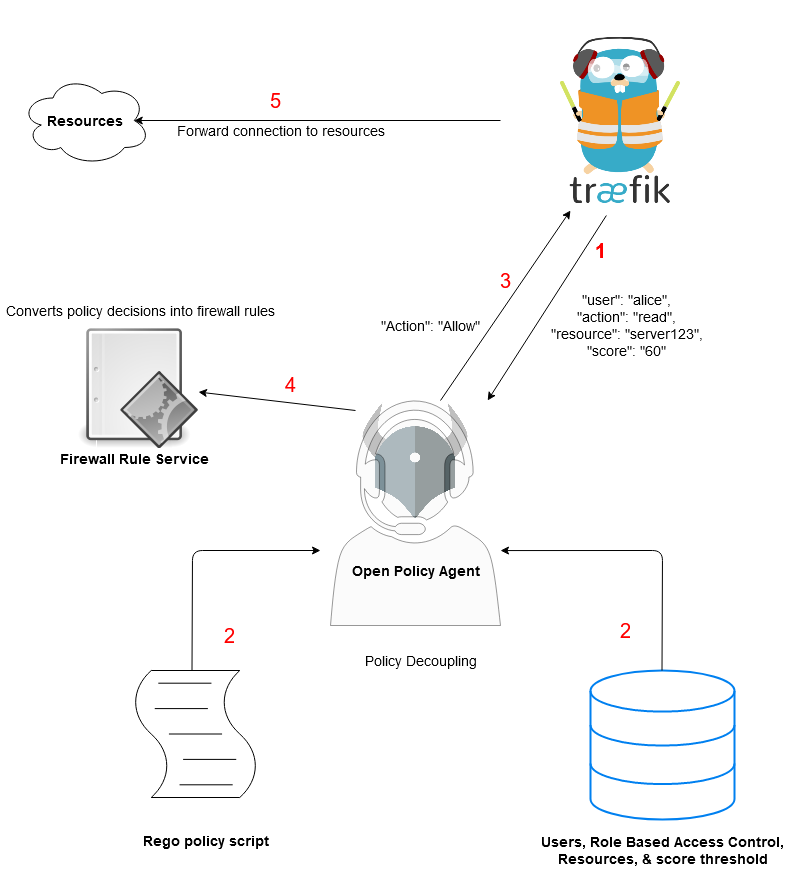 5
Resources
Forward connection to resources
træfik
1
3
"user": "alice",
"action": "read",
"resource": "server123",
"score": "60"
Converts policy decisions into firewall rules
"Action": "Allow"
4
Firewall Rule Service
Open Policy Agent
2
2
Policy Decoupling
Rego policy script
Users, Role Based Access Control,
Resources, & score threshold